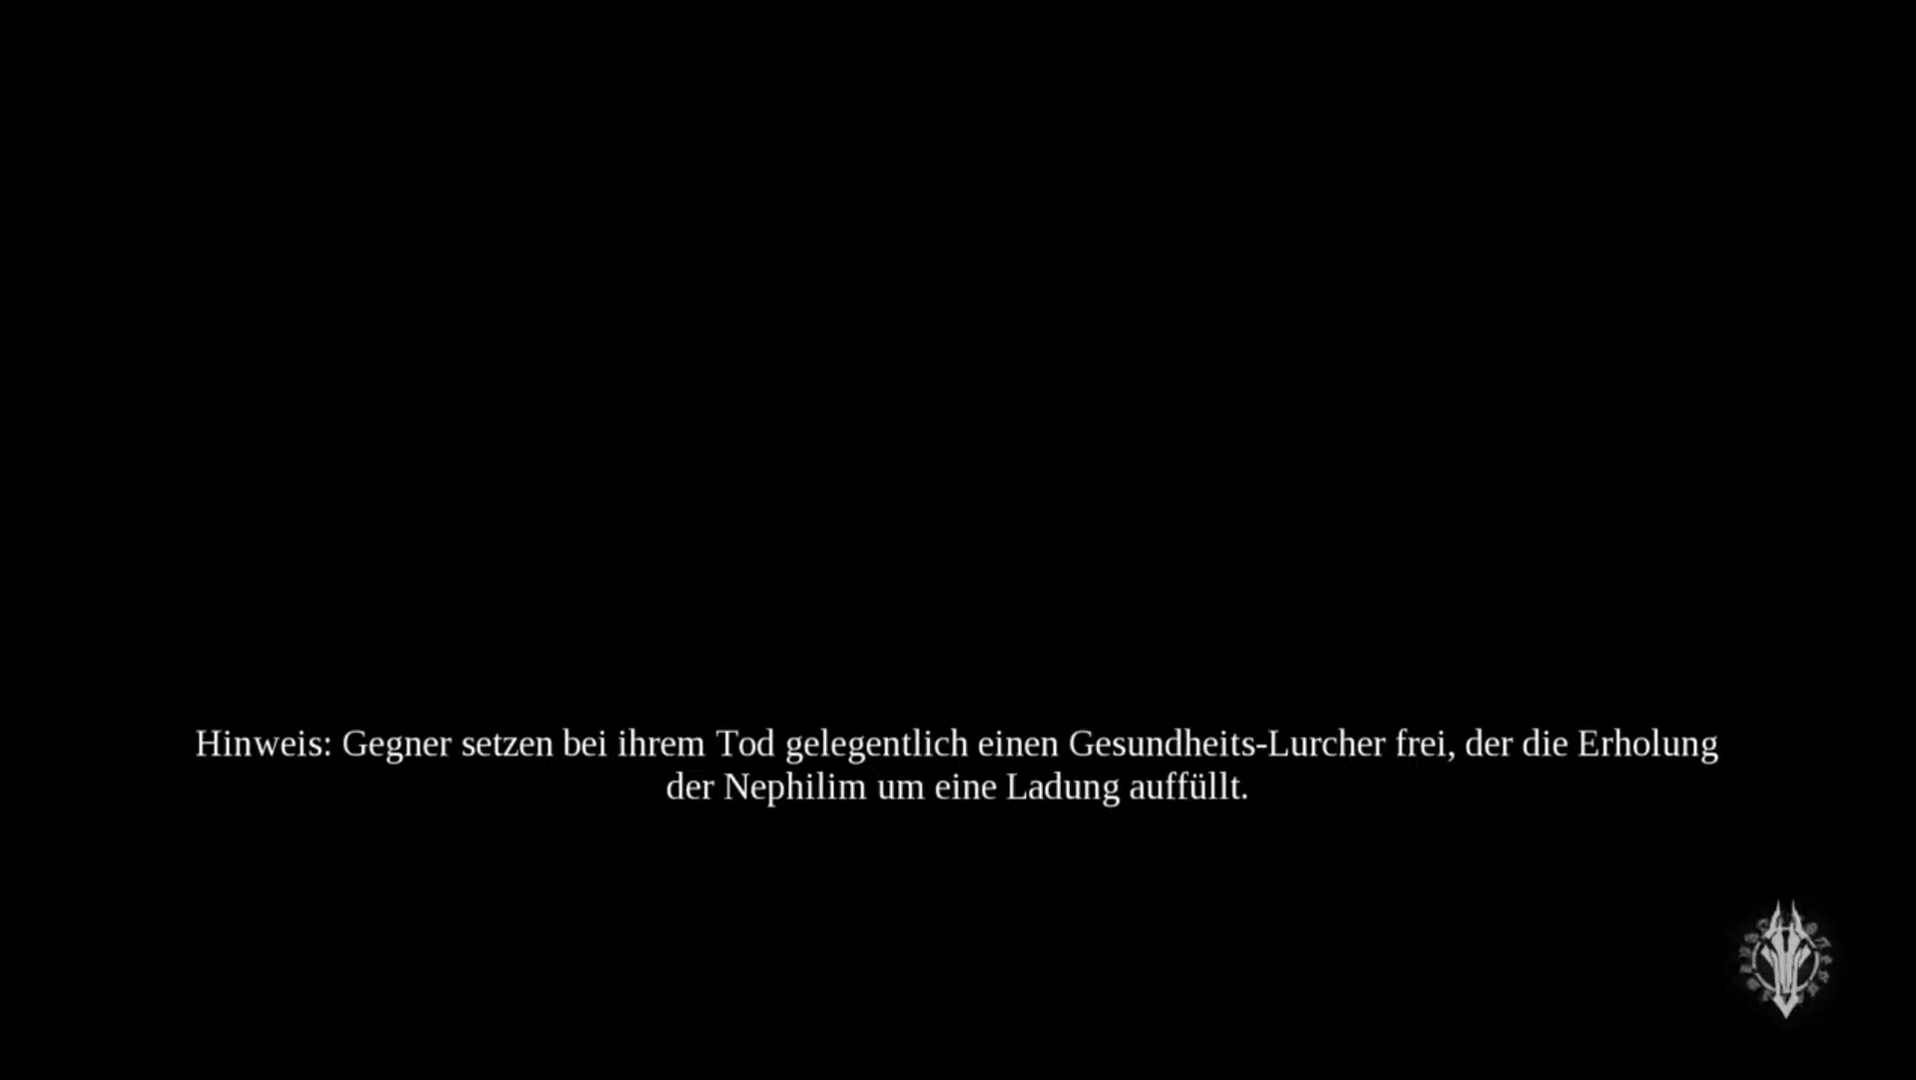 Hinweis: Gegner setzen bei ihrem Tod gelegentlich einen Gesundheits-Lurcher frei, der die Erholung
der Nephilim um eine Ladung auffüllt.